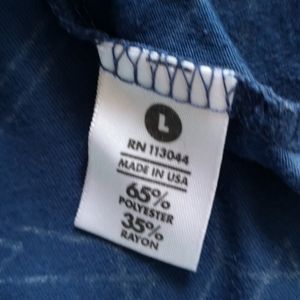 L
RN 113044
MADE IN USA
65%
POLYESTER
35%
RAYON